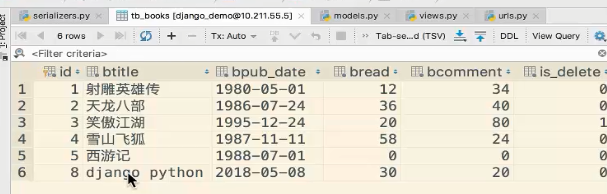 serializers.py tb_books [django_demo@10.211.55.5] models.py views.py urls.py
6 rows Tx: Auto Tab-se...d (TSV) DDL View Query
<Filter criteria>
id btitle bpub_date bread bcomment is_delete
1 1 射雕英雄传 1980-05-01 12 34 0
2 2 天龙八部 1986-07-24 36 40 0
3 3 笑傲江湖 1995-12-24 20 80 1
4 4 雪山飞狐 1987-11-11 58 24 0
5 5 西游记 1988-07-01 0 0 0
6 8 django python 2018-05-08 30 20 0